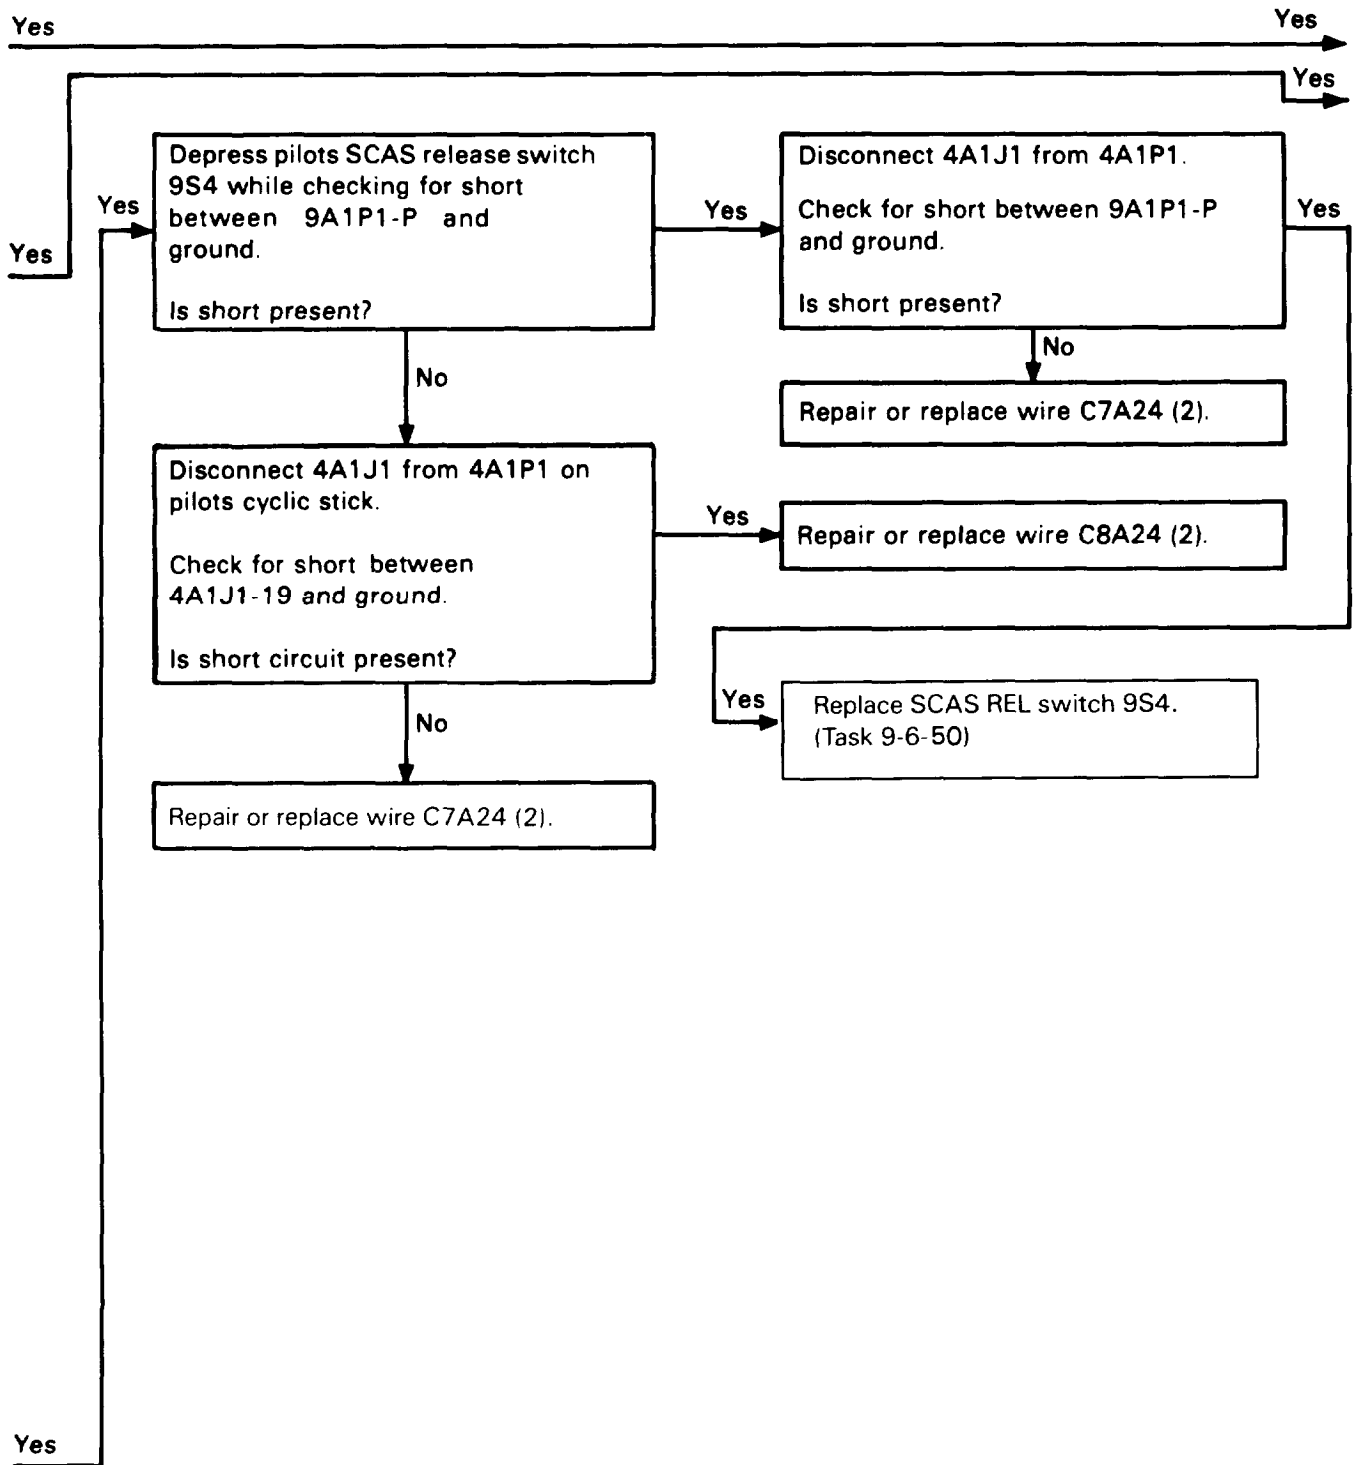 Yes
Yes
Yes
Depress pilots SCAS release switch
9S4 while checking for short
between 9A1P1-P and
ground.
Is short present?
Yes
Yes
Yes
Disconnect 4A1J1 from 4A1P1.
Check for short between 9A1P1-P
and ground.
Is short present?
Yes
No
No
Repair or replace wire C7A24 (2).
Disconnect 4A1J1 from 4A1P1 on
pilots cyclic stick.
Check for short between
4A1J1-19 and ground.
Is short circuit present?
Yes
Repair or replace wire C8A24 (2).
No
Yes
Replace SCAS REL switch 9S4.
(Task 9-6-50)
Repair or replace wire C7A24 (2).
Yes